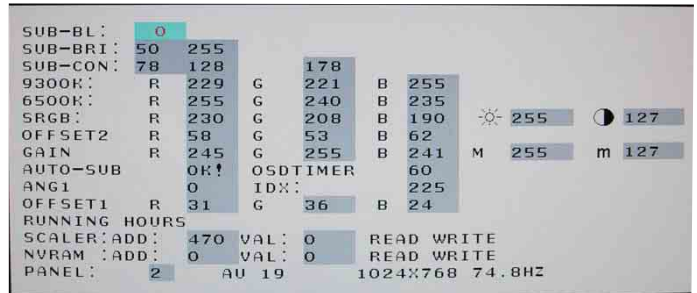 SUB-BL: 0
SUB-BRI: 50 255
SUB-CON: 78 128 178
9300K: R 229 G 221 B 255
6500K: R 255 G 240 B 235
SRGB: R 230 G 208 B 190 255 127
OFFSET2 R 58 G 53 B 62
GAIN R 245 G 255 B 241 M 255 m 127
AUTO-SUB OK! OSDTIMER 60
ANG1 0 IDX: 225
OFFSET1 R 31 G 36 B 24
RUNNING HOURS
SCALER:ADD: 470 VAL: 0 READ WRITE
NVRAM :ADD: 0 VAL: 0 READ WRITE
PANEL: 2 AU 19 1024X768 74.8HZ